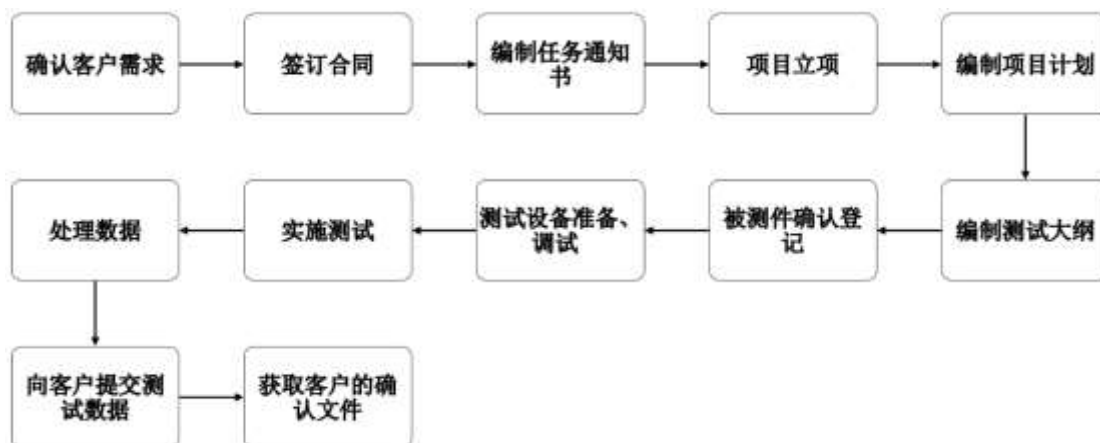 确认客户需求
签订合同
编制任务通知
书
项目立项
编制项目计划
编制测试大纲
被测件确认登
记
测试设备准备、
调试
实施测试
处理数据
向客户提交测
试数据
获取客户的确
认文件